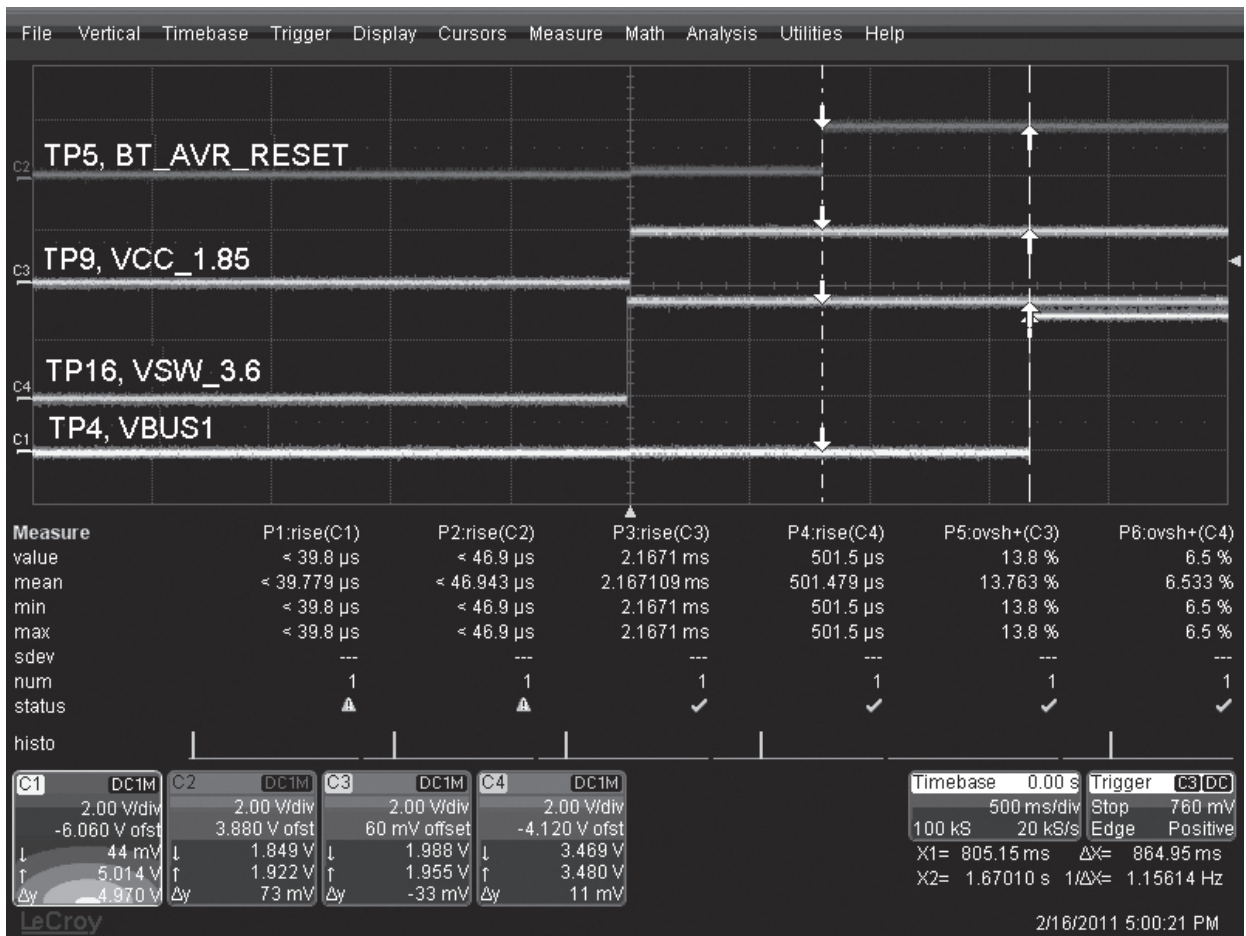 File Vertical Timebase Trigger Display Cursors Measure Math Analysis Utilities Help
C2
TP5, BT_AVR_RESET
C3
TP9, VCC_1.85
C4
TP16, VSW_3.6
C1
TP4, VBUS1
Measure P1:rise(C1) P2:rise(C2) P3:rise(C3) P4:rise(C4) P5:ovsh+(C3) P6:ovsh+(C4)
value < 39.8 µs < 46.9 µs 2.1671 ms 501.5 µs 13.8 % 6.5 %
mean < 39.779 µs < 46.943 µs 2.167109 ms 501.479 µs 13.763 % 6.533 %
min < 39.8 µs < 46.9 µs 2.1671 ms 501.5 µs 13.8 % 6.5 %
max < 39.8 µs < 46.9 µs 2.1671 ms 501.5 µs 13.8 % 6.5 %
sdev --- --- --- --- --- ---
num 1 1 1 1 1 1
status
histo
C1 DC1M
2.00 V/div
-6.060 V ofst
↓ 44 mV
↑ 5.014 V
Δy 4.970 V
C2 DC1M
2.00 V/div
3.880 V ofst
↓ 1.849 V
↑ 1.922 V
Δy 73 mV
C3 DC1M
2.00 V/div
60 mV offset
↓ 1.988 V
↑ 1.955 V
Δy -33 mV
C4 DC1M
2.00 V/div
-4.120 V ofst
↓ 3.469 V
↑ 3.480 V
Δy 11 mV
Timebase 0.00 s
500 ms/div
100 kS 20 kS/s
Trigger C3 DC
Stop 760 mV
Edge Positive
X1= 805.15 ms ΔX= 864.95 ms
X2= 1.67010 s 1/ΔX= 1.15614 Hz
LeCroy
2/16/2011 5:00:21 PM